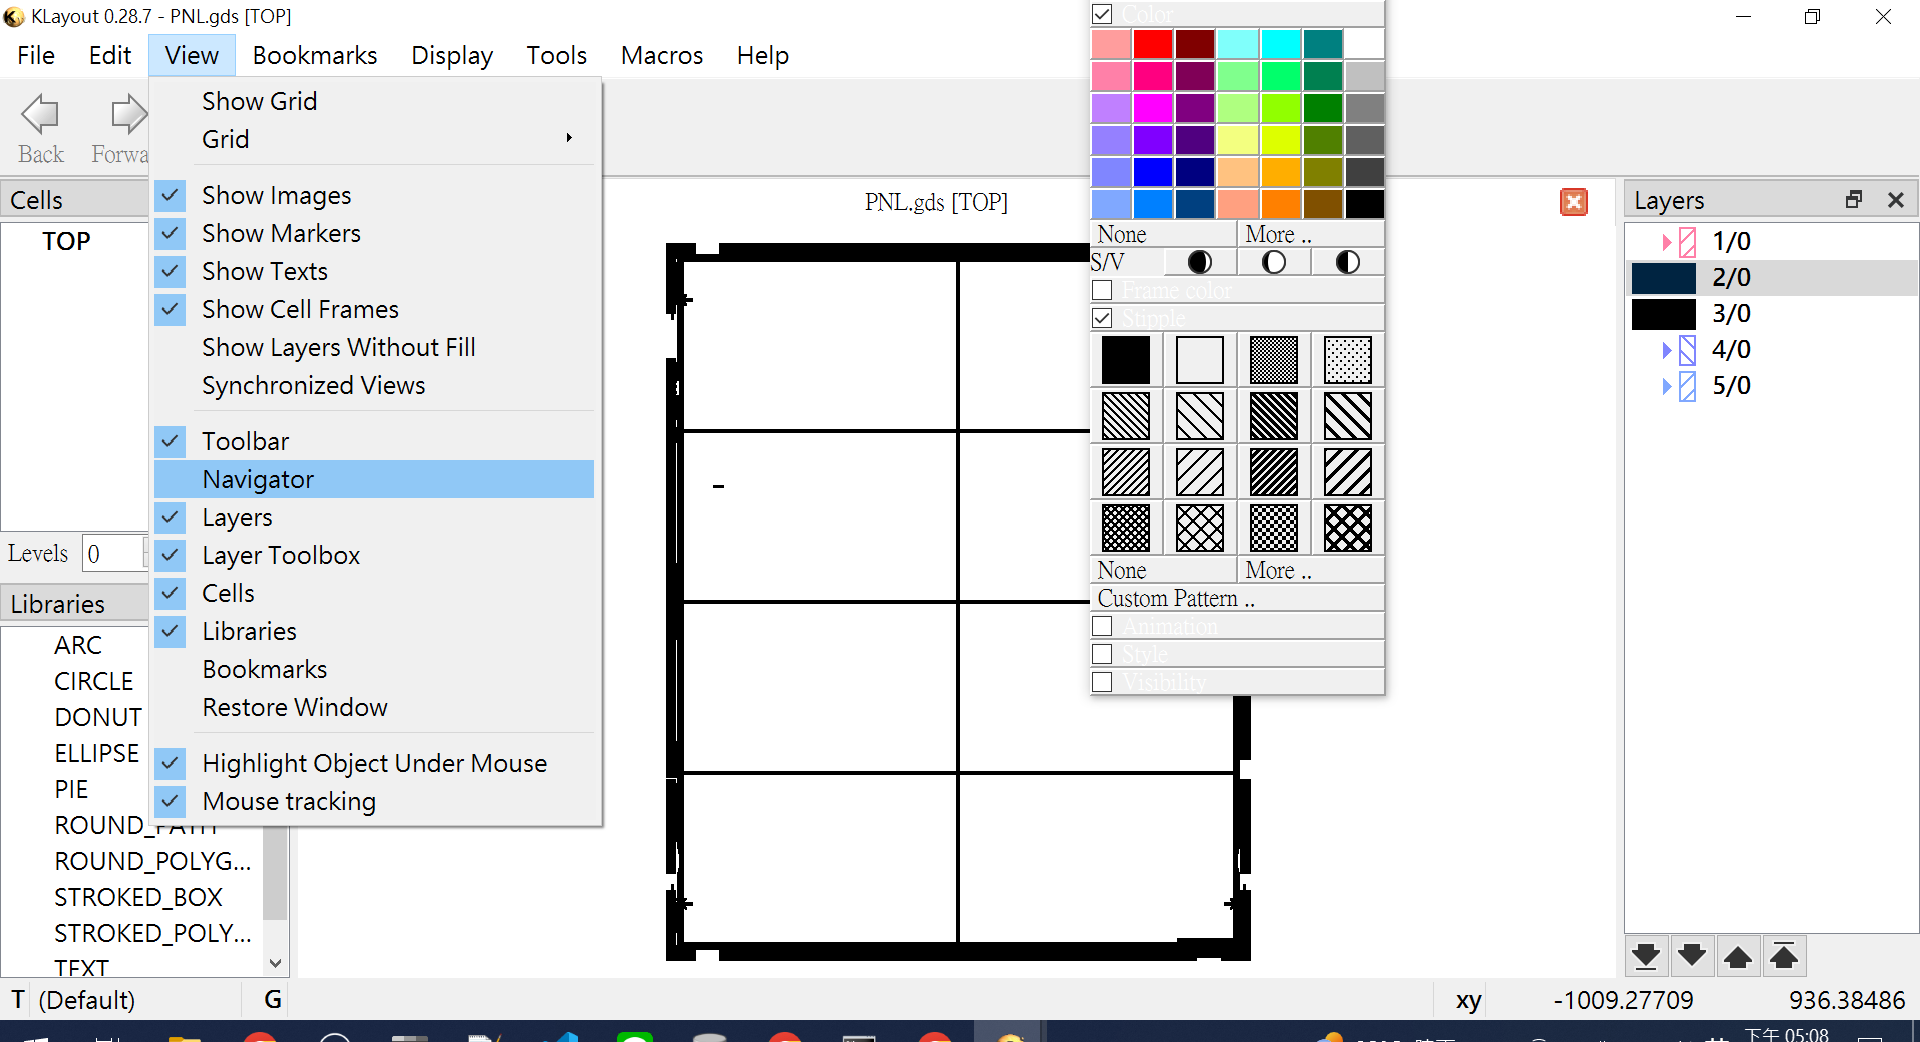 KLayout 0.28.7 - PNL.gds [TOP]
File Edit View Bookmarks Display Tools Macros Help
Back Forwa
Cells
TOP
Levels 0
Libraries
ARC
CIRCLE
DONUT
ELLIPSE
PIE
ROUND_PATH
ROUND_POLYG...
STROKED_BOX
STROKED_POLY...
TEXT
Show Grid
Grid
Show Images
Show Markers
Show Texts
Show Cell Frames
Show Layers Without Fill
Synchronized Views
Toolbar
Navigator
Layers
Layer Toolbox
Cells
Libraries
Bookmarks
Restore Window
Highlight Object Under Mouse
Mouse tracking
PNL.gds [TOP]
Color
None More ..
S/V
Frame color
Stipple
None More ..
Custom Pattern ..
Animation
Style
Visibility
Layers
1/0
2/0
3/0
4/0
5/0
T (Default) G xy -1009.27709 936.38486
下午 05:08